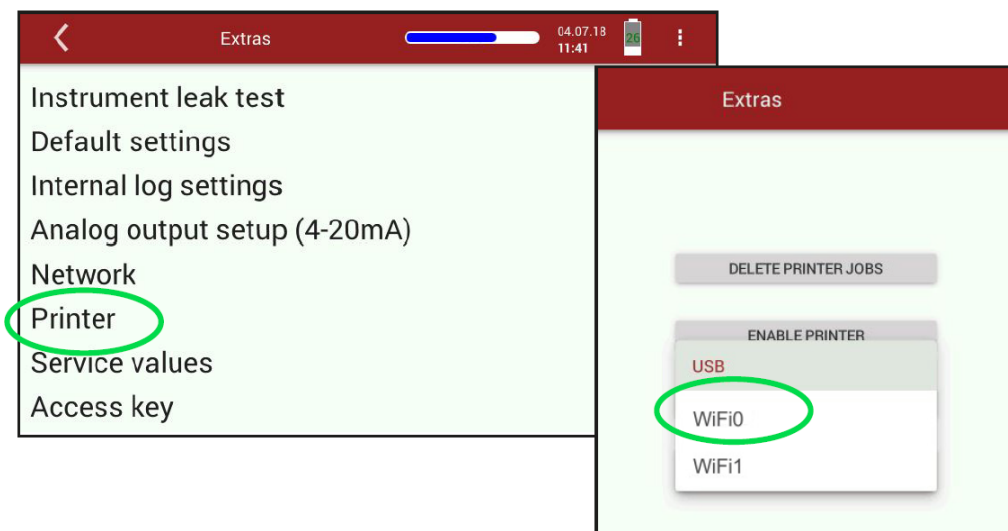 Extras
04.07.18
11:41
26
Instrument leak test
Default settings
Internal log settings
Analog output setup (4-20mA)
Network
Printer
Service values
Access key
Extras
DELETE PRINTER JOBS
ENABLE PRINTER
USB
WiFi0
WiFi1